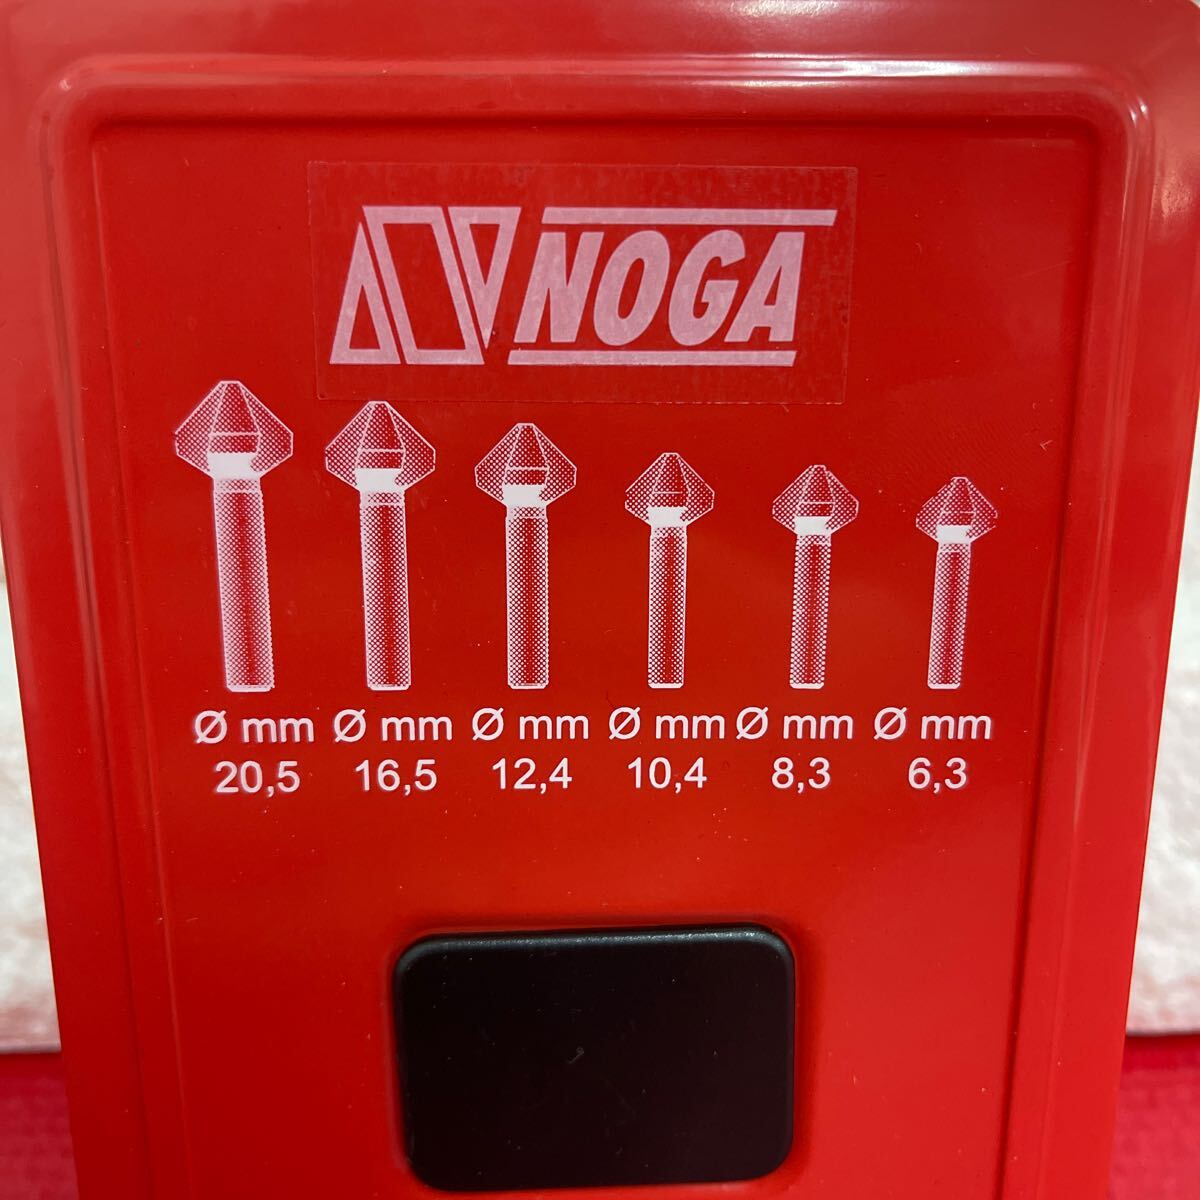 NOGA
Ø mm Ø mm Ø mm Ø mm Ø mm Ø mm
20,5 16,5 12,4 10,4 8,3 6,3